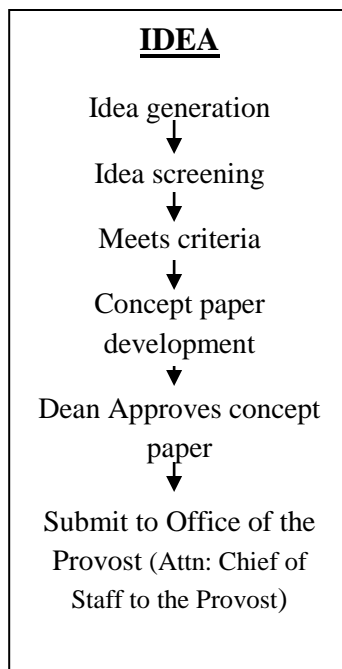 IDEA
Idea generation
Idea screening
Meets criteria
Concept paper
development
Dean Approves concept
paper
Submit to Office of the
Provost (Attn: Chief of
Staff to the Provost)